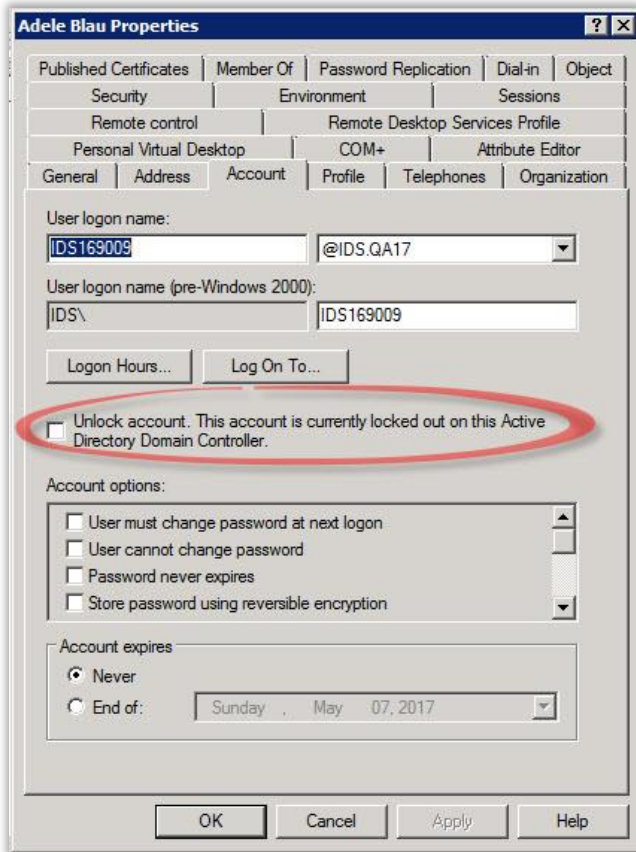 Adele Blau Properties
Published Certificates Member Of Password Replication Dial-in Object
Security Environment Sessions
Remote control Remote Desktop Services Profile
Personal Virtual Desktop COM+ Attribute Editor
General Address Account Profile Telephones Organization
User logon name:
IDS169009 @IDS.QA17
User logon name (pre-Windows 2000):
IDS\ IDS169009
Logon Hours... Log On To...
Unlock account. This account is currently locked out on this Active
Directory Domain Controller.
Account options:
User must change password at next logon
User cannot change password
Password never expires
Store password using reversible encryption
Account expires
Never
End of: Sunday , May 07, 2017
OK Cancel Apply Help